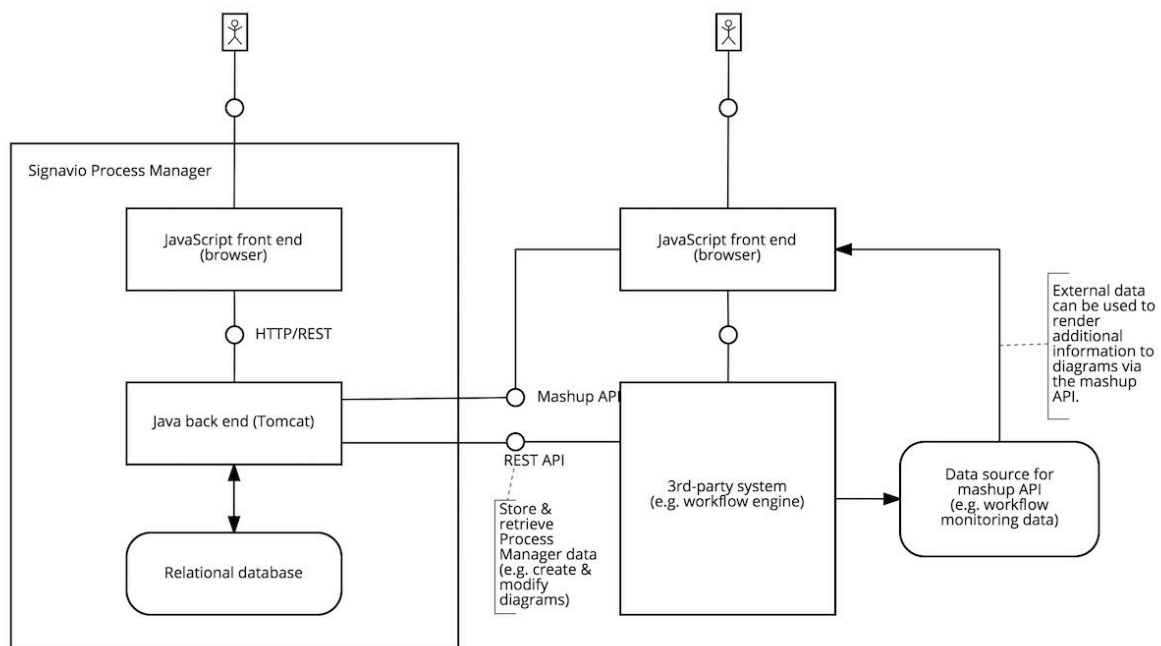 Signavio Process Manager
JavaScript front end
(browser)
HTTP/REST
Java back end (Tomcat)
Relational database
JavaScript front end
(browser)
Mashup API
REST API
Store &
retrieve
Process
Manager data
(e.g. create &
modify
diagrams)
3rd-party system
(e.g. workflow engine)
External data
can be used to
render
additional
information to
diagrams via
the mashup
API.
Data source for
mashup API
(e.g. workflow
monitoring data)